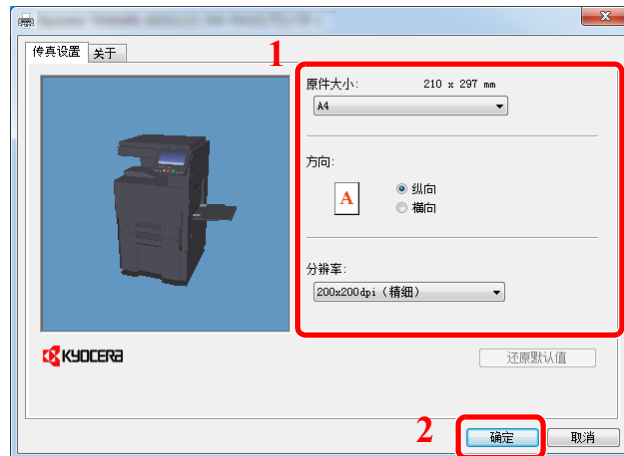 传真设置 关于
1
原件大小: 210 x 297 mm
A4
方向:
A
纵向
横向
分辨率:
200x200dpi（精细）
KYOCERA
还原默认值
2
确定 取消